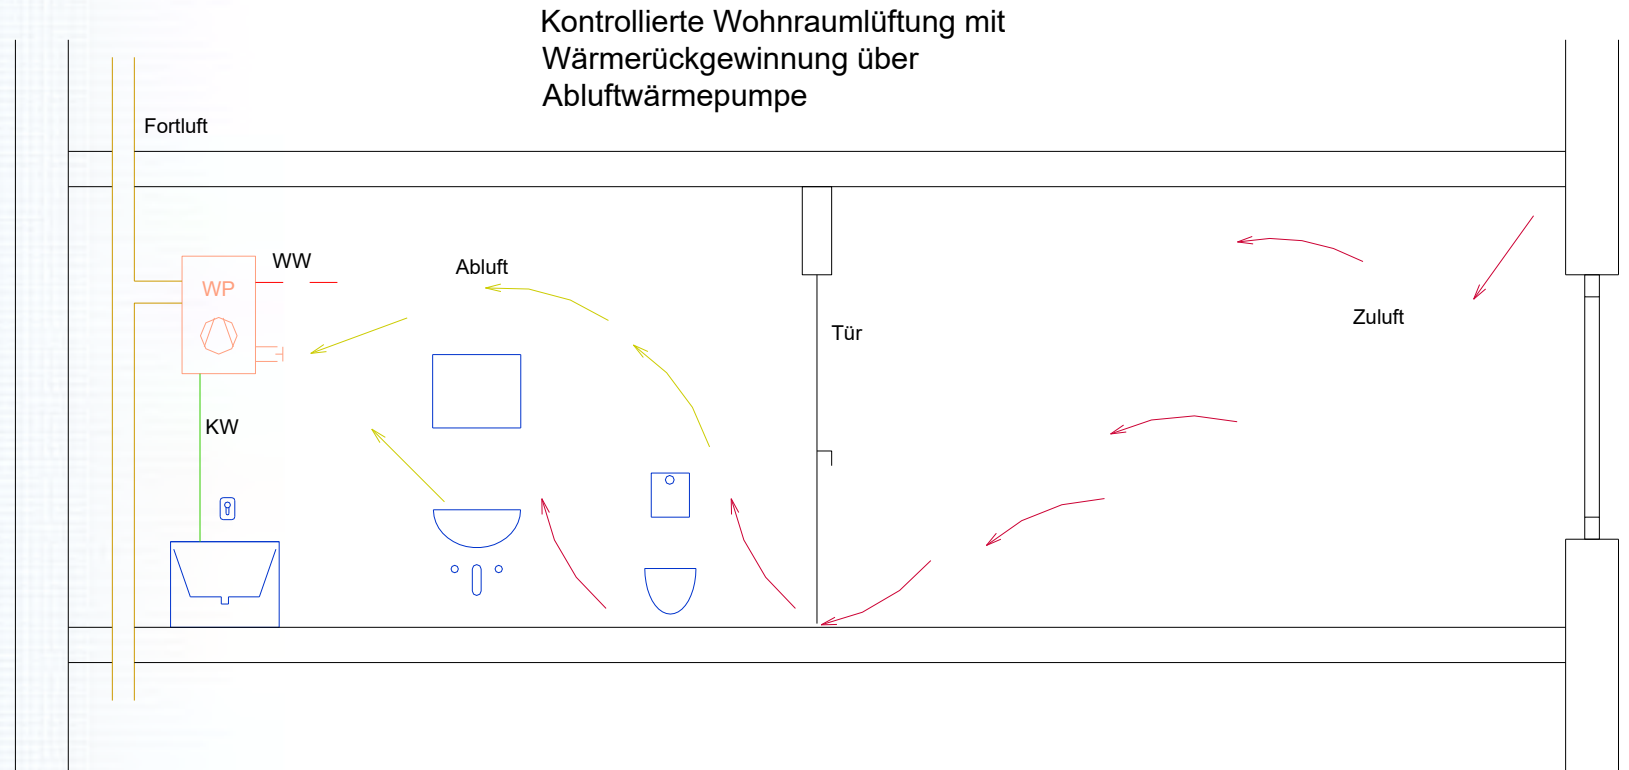 Kontrollierte Wohnraumlüftung mit
Wärmerückgewinnung über
Abluftwärmepumpe
Fortluft
WW
WP
Abluft
Zuluft
Tür
KW